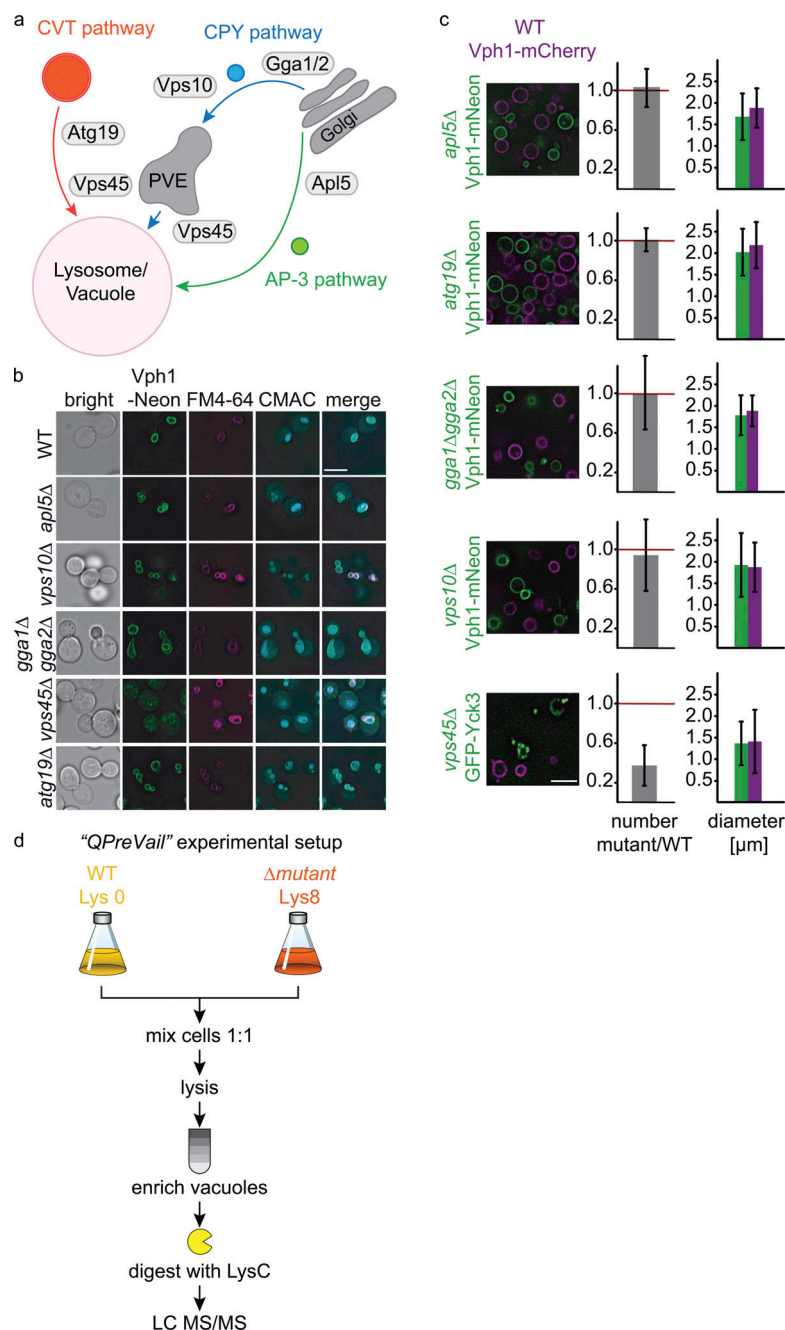 a
CVT pathway
CPY pathway
Gga1/2
Vps10
Golgi
Atg19
Apl5
PVE
Vps45
Vps45
Lysosome/
Vacuole
AP-3 pathway
b
Vph1
bright -Neon FM4-64 CMAC merge
WT
apl5Δ
vps10Δ
gga1Δ
gga2Δ
vps45Δ
atg19Δ
c
WT
Vph1-mCherry
apl5Δ
Vph1-mNeon
1.0
0.6
0.2
2.5
2.0
1.5
1.0
0.5
atg19Δ
Vph1-mNeon
1.0
0.6
0.2
2.5
2.0
1.5
1.0
0.5
gga1Δgga2Δ
Vph1-mNeon
1.0
0.6
0.2
2.5
2.0
1.5
1.0
0.5
vps10Δ
Vph1-mNeon
1.0
0.6
0.2
2.5
2.0
1.5
1.0
0.5
vps45Δ
GFP-Yck3
1.0
0.6
0.2
2.5
2.0
1.5
1.0
0.5
number
mutant/WT
diameter
[µm]
d
"QPreVail" experimental setup
WT
Lys 0
Δmutant
Lys8
mix cells 1:1
lysis
enrich vacuoles
digest with LysC
LC MS/MS